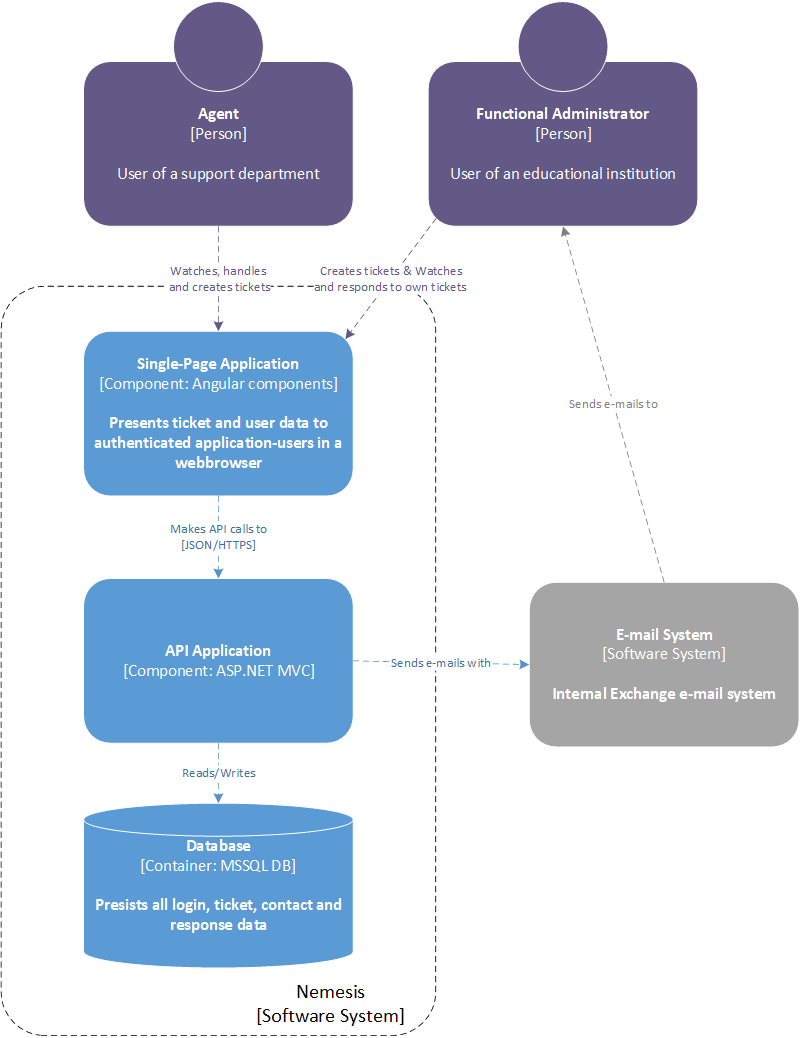 Agent
[Person]
User of a support department
Functional Administrator
[Person]
User of an educational institution
Watches, handles
and creates tickets
Creates tickets & Watches
and responds to own tickets
Single-Page Application
[Component: Angular components]
Presents ticket and user data to
authenticated application-users in a
webbrowser
Sends e-mails to
Makes API calls to
[JSON/HTTPS]
API Application
[Component: ASP.NET MVC]
Sends e-mails with
E-mail System
[Software System]
Internal Exchange e-mail system
Reads/Writes
Database
[Container: MSSQL DB]
Presists all login, ticket, contact and
response data
Nemesis
[Software System]